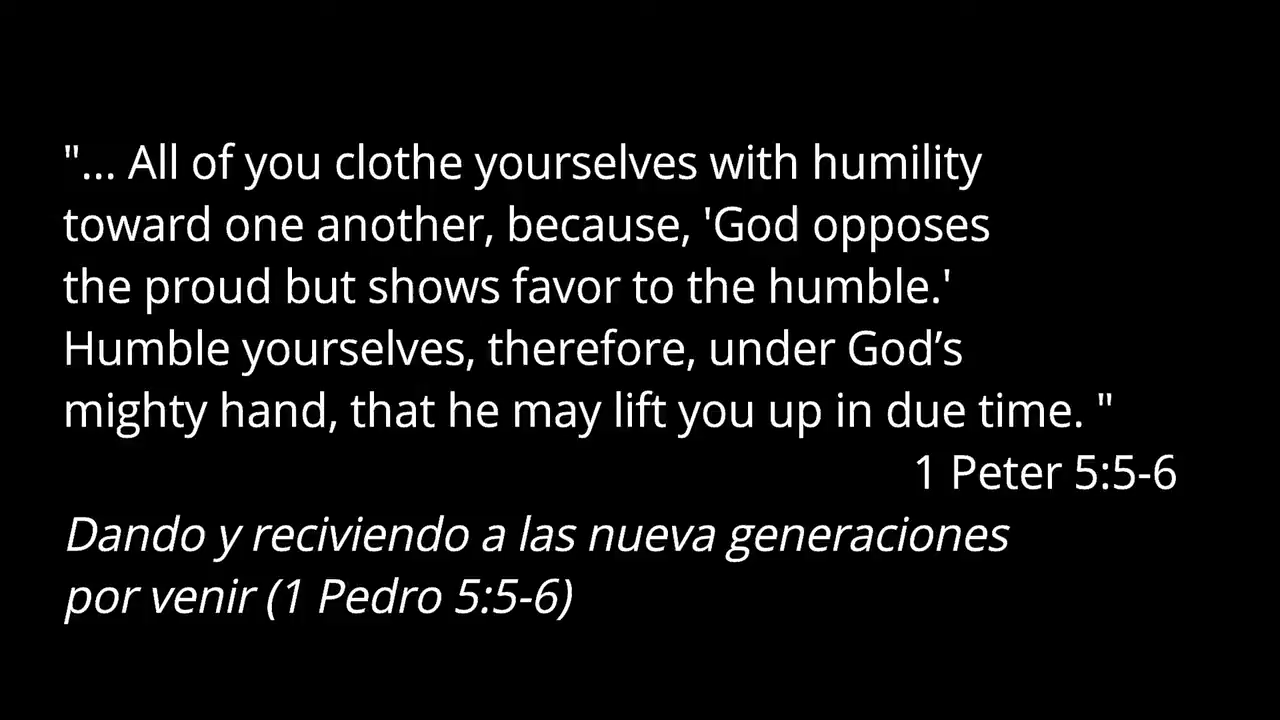 "... All of you clothe yourselves with humility
toward one another, because, 'God opposes
the proud but shows favor to the humble.'
Humble yourselves, therefore, under God’s
mighty hand, that he may lift you up in due time. "
1 Peter 5:5-6
Dando y reciviendo a las nueva generaciones
por venir (1 Pedro 5:5-6)